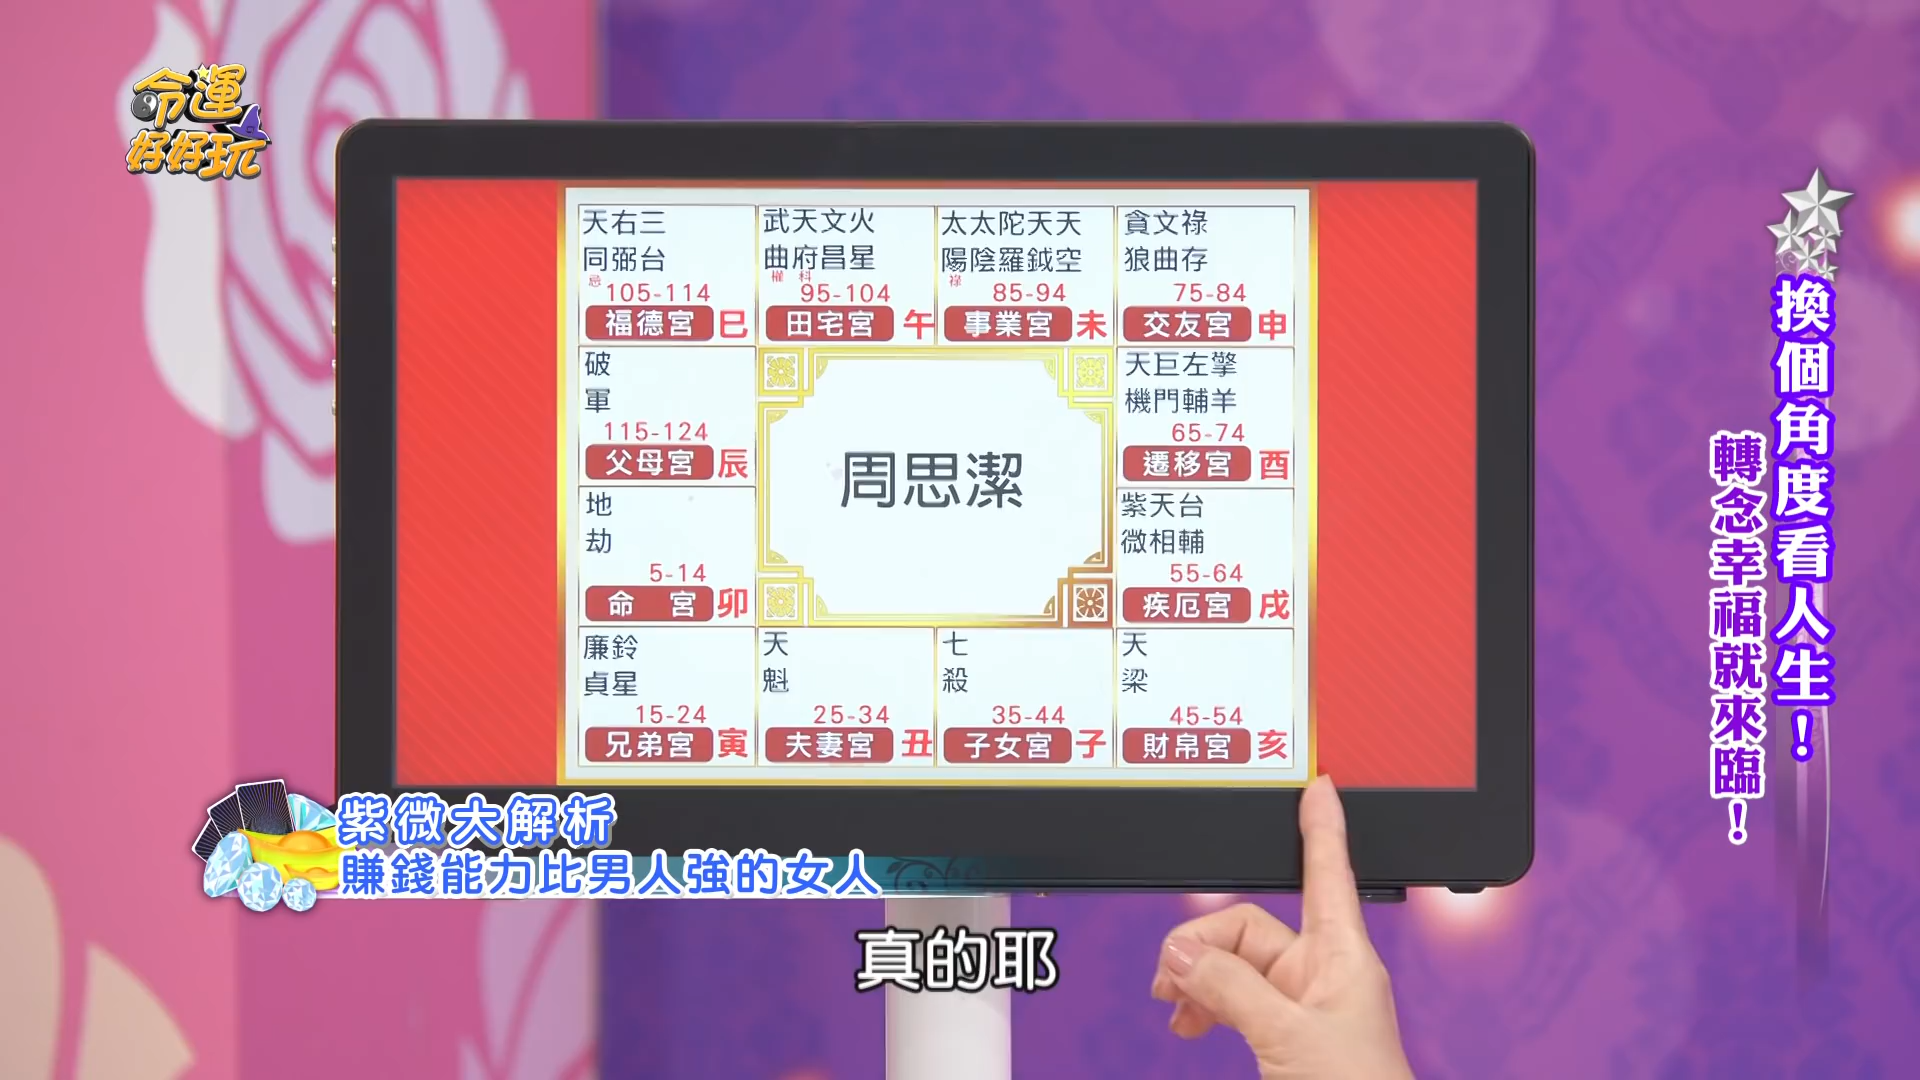 命運
好好玩
換個角度看人生！
轉念幸福就來臨！
天右三
同弼台
忌
105-114
福德宮 巳
武天文火
曲府昌星
權 科
95-104
田宅宮 午
太太陀天天
陽陰羅鉞空
祿
85-94
事業宮 未
貪文祿
狼曲存
75-84
交友宮 申
破
軍
115-124
父母宮 辰
周思潔
天巨左擎
機門輔羊
65-74
遷移宮 酉
地
劫
5-14
命 宮 卯
紫天台
微相輔
55-64
疾厄宮 戌
廉鈴
貞星
15-24
兄弟宮 寅
天
魁
25-34
夫妻宮 丑
七
殺
35-44
子女宮 子
天
梁
45-54
財帛宮 亥
紫微大解析
賺錢能力比男人強的女人
真的耶